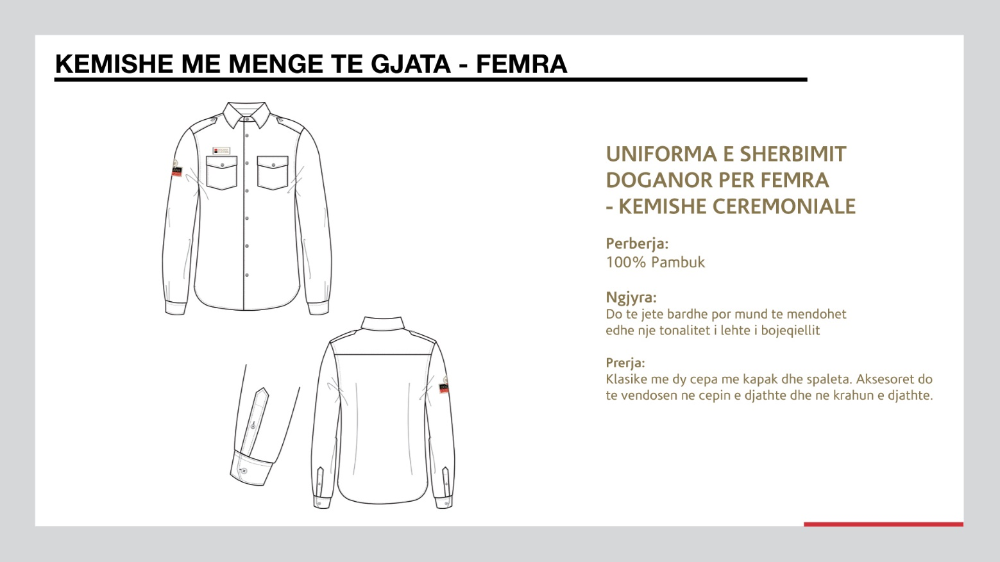 KEMISHE ME MENGE TE GJATA - FEMRA
UNIFORMA E SHERBIMIT
DOGANOR PER FEMRA
- KEMISHE CEREMONIALE
Perberja:
100% Pambuk
Ngjyra:
Do te jete bardhe por mund te mendohet
edhe nje tonalitet i lehte i bojeqiellit
Prerja:
Klasike me dy cepa me kapak dhe spaleta. Aksesoret do
te vendosen ne cepin e djathte dhe ne krahun e djathte.